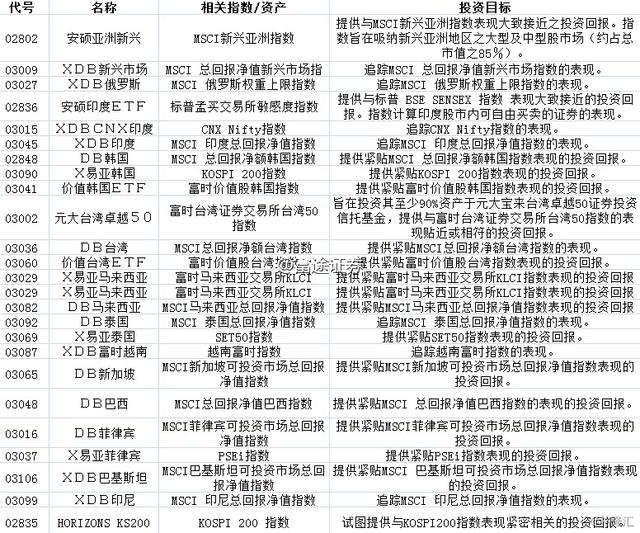 代号 名称 相关指数/资产 投资目标
02802 安硕亚洲新兴 MSCI新兴亚洲指数 提供与MSCI新兴亚洲指数表现大致接近之投资回报。指
数旨在吸纳新兴亚洲地区之大型及中型股市场（约占总
市值之85%）。
03009 XDB新兴市场 MSCI 总回报净值新兴市场指 追踪MSCI 总回报净值新兴市场指数的表现。
03027 XDB俄罗斯 MSCI 俄罗斯权重上限指数 追踪MSCI 俄罗斯权重上限指数的表现。
02836 安硕印度ETF 标普孟买交易所敏感度指数 提供与标普 BSE SENSEX 指数 表现大致接近的投资回
报。指数计算印度股市内可自由买卖的证券的表现。
03015 XDBCNX印度 CNX Nifty指数 追踪CNX Nifty指数的表现。
03045 XDB印度 MSCI 印度总回报净值指数 追踪MSCI 印度总回报净值指数的表现。
02848 DB韩国 MSCI 总回报净额韩国指数 提供紧贴MSCI 总回报净额韩国指数表现的投资回报。
03090 X易亚韩国 KOSPI 200指数 提供紧贴KOSPI 200指数表现的投资回报。
03041 价值韩国ETF 富时价值股韩国指数 提供紧贴富时价值股韩国指数表现的投资回报。
03002 元大台湾卓越50 富时台湾证券交易所台湾50
指数 旨在投资其至少90%资产于元大宝来台湾卓越50证券投资
信托基金，提供与富时台湾证券交易所台湾50指数的表
现贴近或相符的投资回报。
03036 DB台湾 MSCI总回报净额台湾指数 提供紧贴MSCI总回报净额台湾指数的表现。
03060 价值台湾ETF 富时价值股台湾 提供紧贴富时价值股台湾指数表现的投资回报。
@富途证券
03029 X易亚马来西亚 富时马来西亚交易所KLCI 提供紧贴富时马来西亚交易所KLCI指数表现的投资回报
03029 X易亚马来西亚 富时马来西亚交易所KLCI 提供紧贴富时马来西亚交易所KLCI指数表现的投资回报
03082 DB马来西亚 MSCI马来西亚总回报净值指数 提供紧贴MSCI马来西亚总回报净值指数表现的投资回报
03092 DB泰国 MSCI 泰国总回报净值指数 追踪MSCI 泰国总回报净值指数的表现。
03069 X易亚泰国 SET50指数 提供紧贴SET50指数表现的投资回报。
03087 XDB富时越南 越南富时指数 追踪越南富时指数的表现。
03065 DB新加坡 MSCI新加坡可投资市场总回报
净值指数 提供紧贴MSCI新加坡可投资市场总回报净值指数表现
的投资回报。
03048 DB巴西 MSCI总回报净值巴西指数 提供紧贴MSCI 总回报净值巴西指数的表现的投资回报。
03016 DB菲律宾 MSCI菲律宾可投资市场总回报
净值指数 提供紧贴MSCI菲律宾可投资市场总回报净值指数表现
的投资回报。
03037 X易亚菲律宾 PSEi指数 提供紧贴PSEi指数表现的投资回报。
03106 XDB巴基斯坦 MSCI巴基斯坦可投资市场总回
报净值指数 提供紧贴MSCI 巴基斯坦可投资市场总回报净值指数表现
的投资回报。
03099 XDB印尼 MSCI 印尼总回报净值指数 追踪MSCI 印尼总回报净值指数的表现。
02835 HORIZONS KS200 KOSPI 200 指数 试图提供与KOSPI200指数表现紧密相关的投资回报。